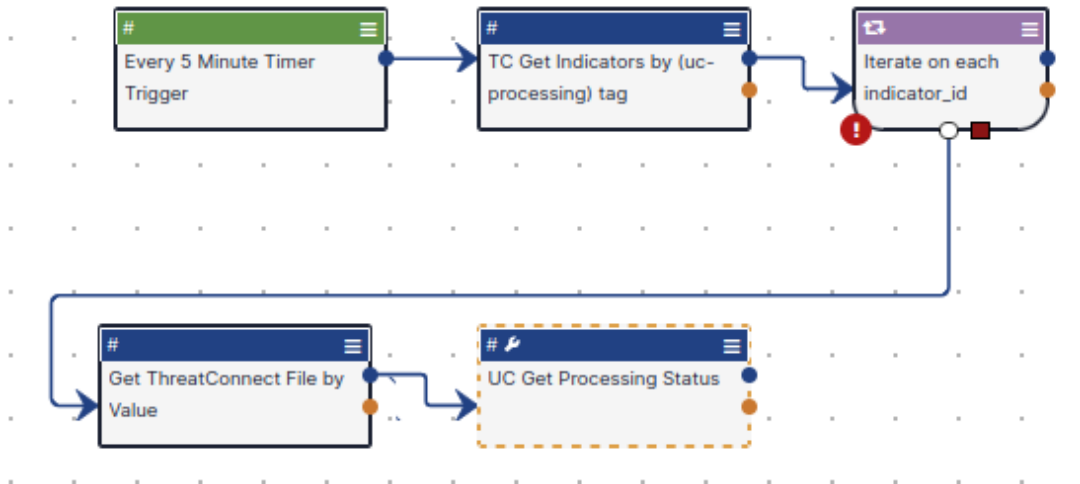 #
Every 5 Minute Timer
Trigger
#
TC Get Indicators by (uc-
processing) tag
Iterate on each
indicator_id
!
#
Get ThreatConnect File by
Value
#
UC Get Processing Status